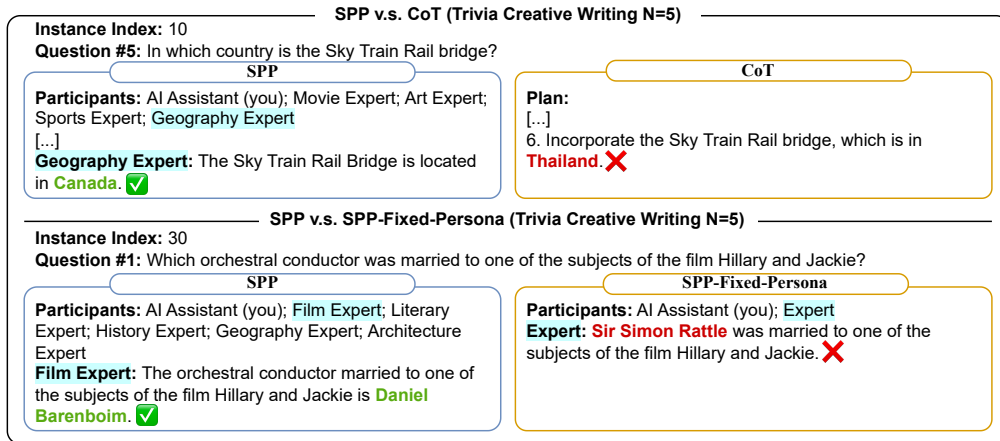 SPP v.s. CoT (Trivia Creative Writing N=5)
Instance Index: 10
Question #5: In which country is the Sky Train Rail bridge?
SPP
Participants: AI Assistant (you); Movie Expert; Art Expert;
Sports Expert; Geography Expert
[...]
Geography Expert: The Sky Train Rail Bridge is located
in Canada.
CoT
Plan:
[...]
6. Incorporate the Sky Train Rail bridge, which is in
Thailand.
SPP v.s. SPP-Fixed-Persona (Trivia Creative Writing N=5)
Instance Index: 30
Question #1: Which orchestral conductor was married to one of the subjects of the film Hillary and Jackie?
SPP
Participants: AI Assistant (you); Film Expert; Literary
Expert; History Expert; Geography Expert; Architecture
Expert
Film Expert: The orchestral conductor married to one of
the subjects of the film Hillary and Jackie is Daniel
Barenboim.
SPP-Fixed-Persona
Participants: AI Assistant (you); Expert
Expert: Sir Simon Rattle was married to one of the
subjects of the film Hillary and Jackie.